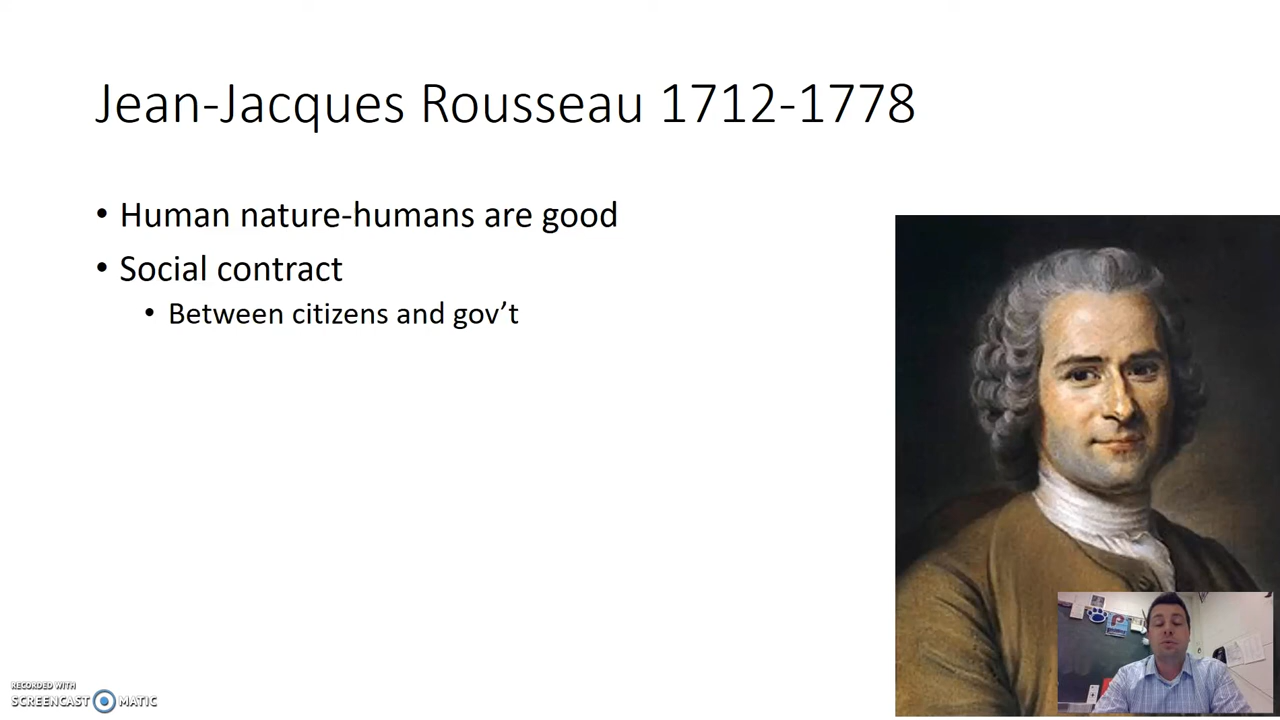 Jean-Jacques Rousseau 1712-1778
• Human nature-humans are good
• Social contract
• Between citizens and gov’t
RECORDED WITH
SCREENCAST MATIC